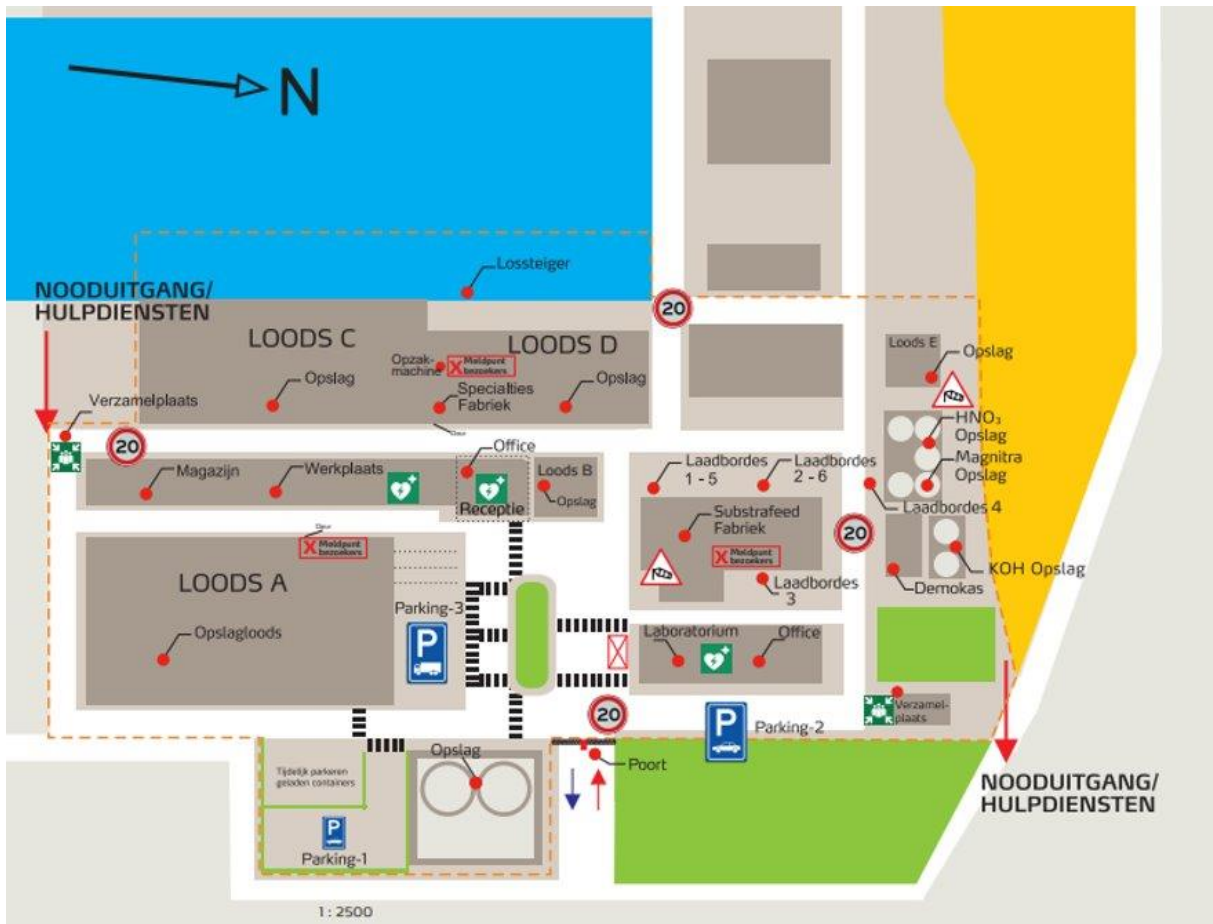 N
Lossteiger
NOODUITGANG/
HULPDIENSTEN
20
LOODS C
LOODS D
Opzak-
machine
X Meldpunt
bezoekers
Opslag
Specialties
Fabriek
Opslag
Loods E
Opslag
Verzamelplaats
20
Deur
HNO₃
Opslag
Magnitra
Opslag
Magazijn
Werkplaats
Office
Receptie
Loods B
Opslag
Laadbordes
1 - 5
Laadbordes
2 - 6
Laadbordes 4
Substrafeed
Fabriek
20
X Meldpunt
bezoekers
Laadbordes
3
KOH Opslag
Demokas
Deur
X Meldpunt
bezoekers
LOODS A
Opslagloods
Parking-3
P
Laboratorium
Office
20
P
Parking-2
Verzamel-
plaats
Poort
Opslag
Tijdelijk parkeren
geladen containers
P
Parking-1
NOODUITGANG/
HULPDIENSTEN
1 : 2500